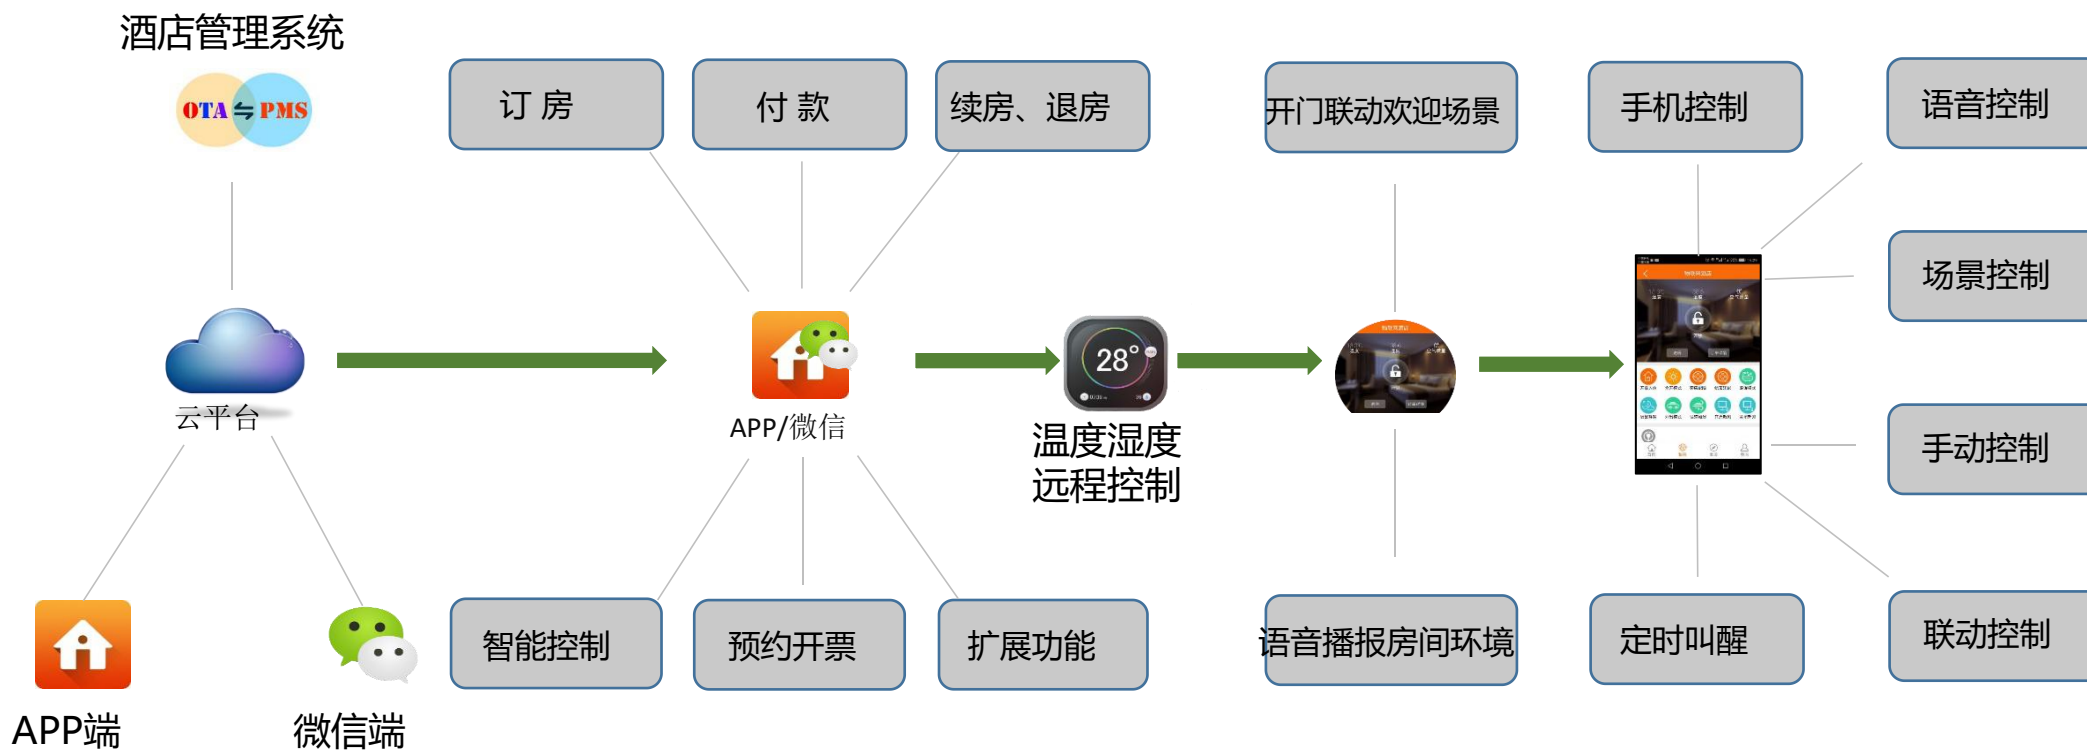 酒店管理系统
OTA ⇋ PMS
订 房
付 款
续房、退房
开门联动欢迎场景
手机控制
语音控制
场景控制
28°
云平台
APP/微信
温度湿度
远程控制
手动控制
智能控制
预约开票
扩展功能
语音播报房间环境
定时叫醒
联动控制
APP端
微信端